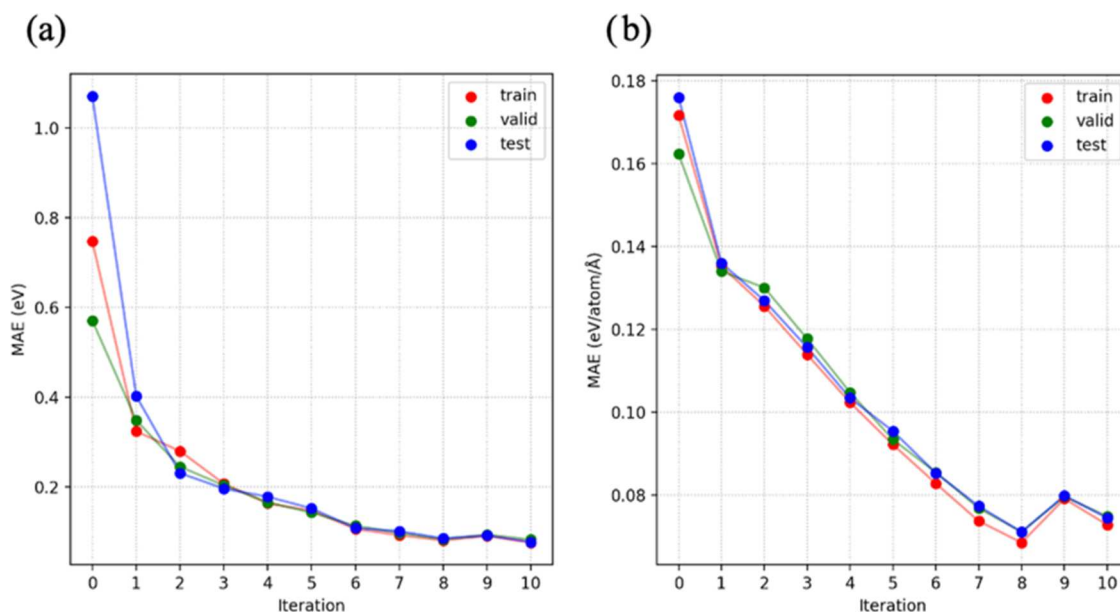 (a)
1.0
0.8
0.6
0.4
0.2
MAE (eV)
train
valid
test
0 1 2 3 4 5 6 7 8 9 10
Iteration
(b)
0.18
0.16
0.14
0.12
0.10
0.08
MAE (eV/atom/Å)
train
valid
test
0 1 2 3 4 5 6 7 8 9 10
Iteration